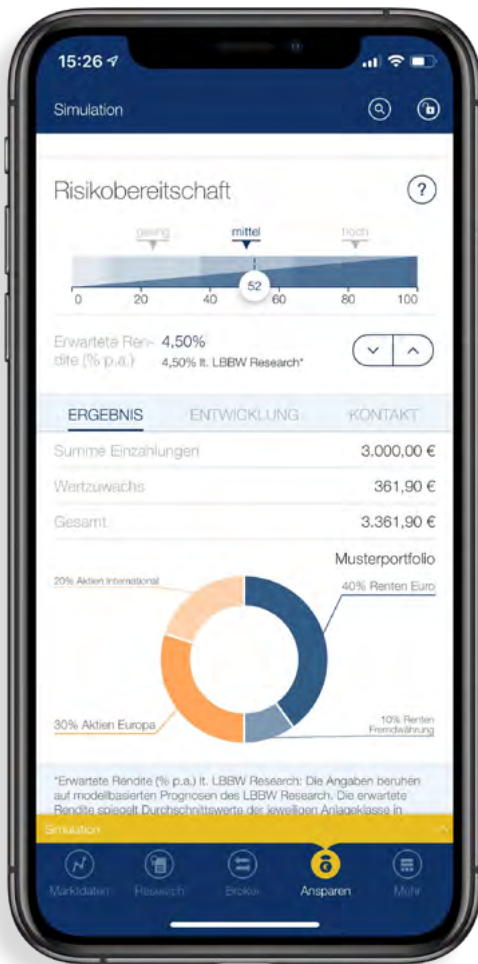 15:26
Simulation
Risikobereitschaft
?
gering mittel hoch
52
0 20 40 60 80 100
Erwartete Ren- 4,50%
dite (% p.a.) 4,50% lt. LBBW Research*
ERGEBNIS ENTWICKLUNG KONTAKT
Summe Einzahlungen 3.000,00 €
Wertzuwachs 361,90 €
Gesamt 3.361,90 €
Musterportfolio
20% Aktien International
40% Renten Euro
30% Aktien Europa
10% Renten
Fremdwährung
*Erwartete Rendite (% p.a.) lt. LBBW Research: Die Angaben beruhen
auf modellbasierten Prognosen des LBBW Research. Die erwartete
Rendite spiegelt Durchschnittswerte der jeweiligen Anlageklasse in
Simulation
Marktdaten Research Broker Ansparen Mehr